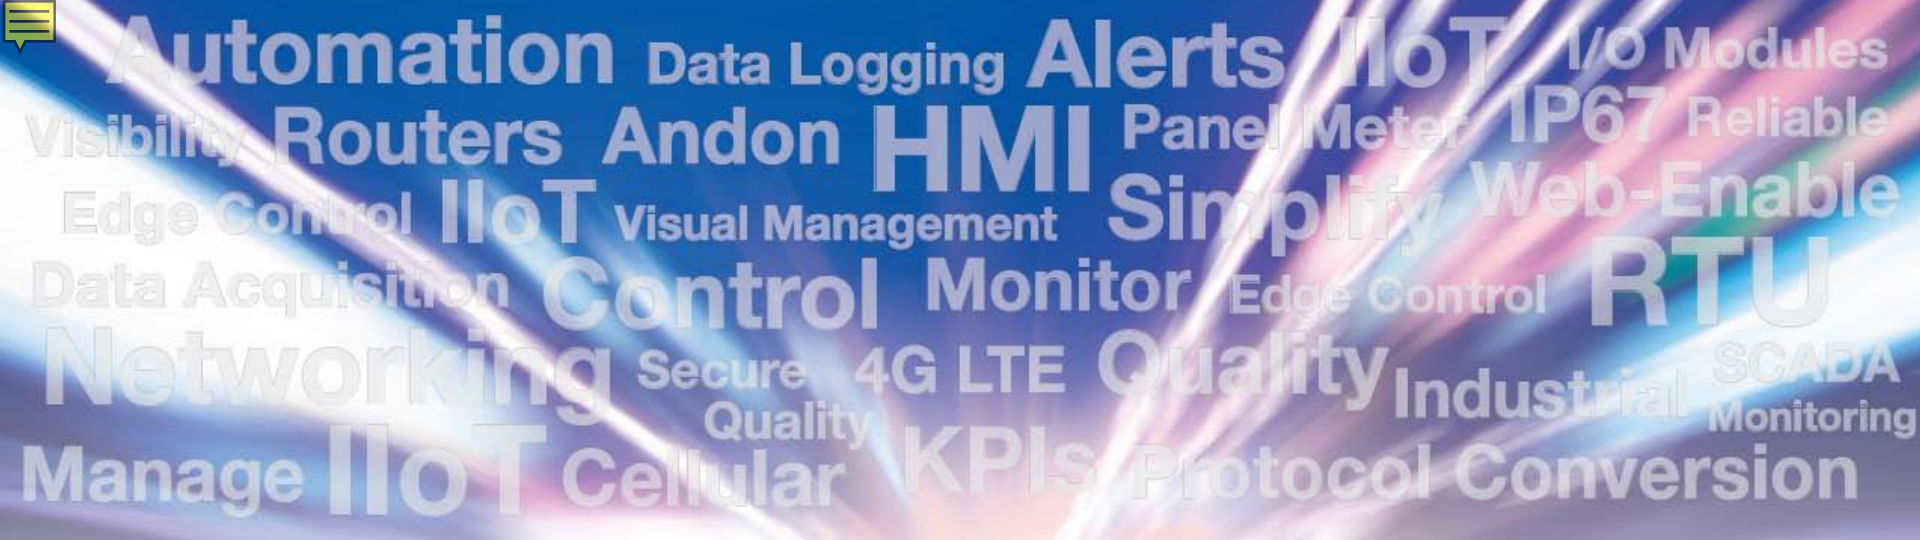 Automation Data Logging Alerts IIoT I/O Modules
Visibility Routers Andon HMI Panel Meter IP67 Reliable
Edge Control IIoT Visual Management Simplify Web-Enable
Data Acquisition Control Monitor Edge Control RTU
Networking Secure 4G LTE Quality Industrial SCADA
Quality Monitoring
Manage IIoT Cellular KPIs Protocol Conversion